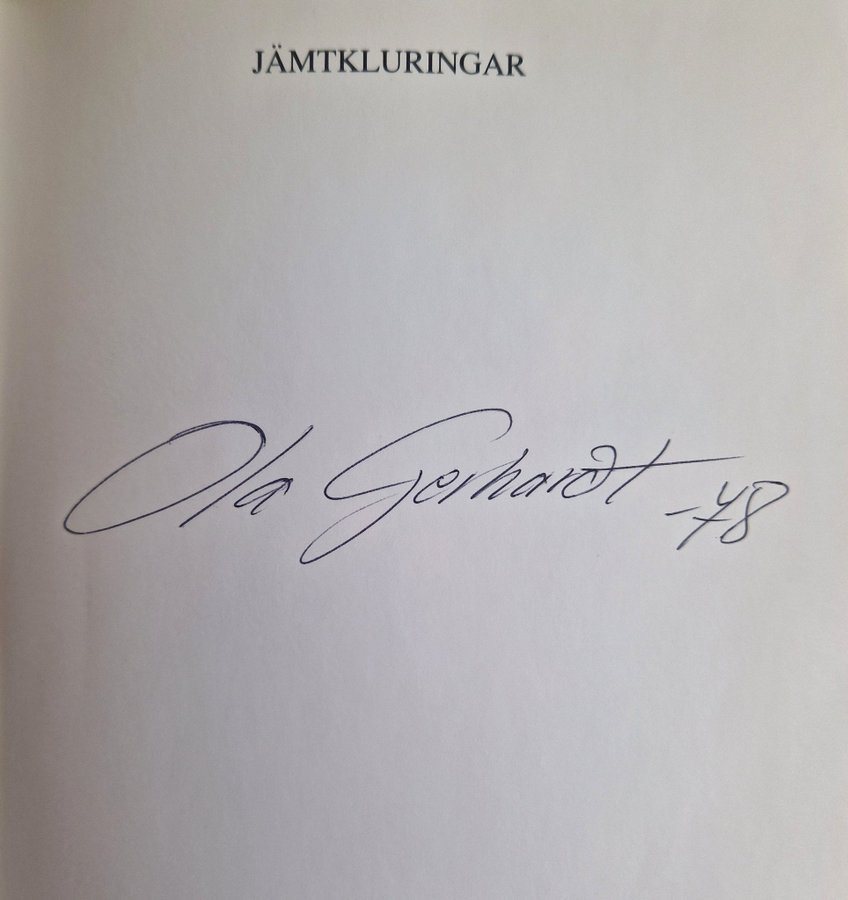 JÄMTKLURINGAR
Ola Gerhardt -78